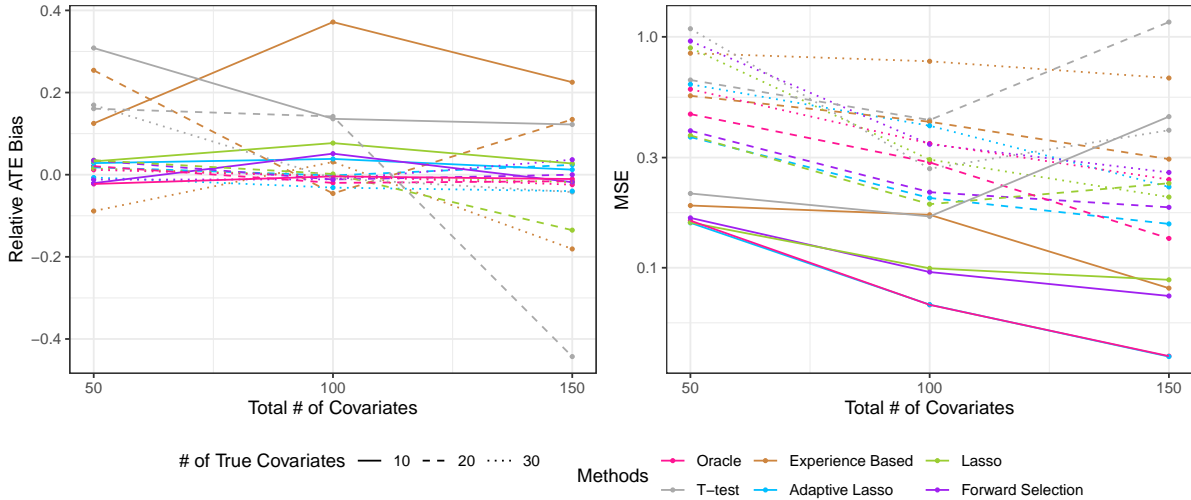 Relative ATE Bias
0.4
0.2
0.0
−0.2
−0.4
50 100 150
Total # of Covariates
MSE
1.0
0.3
0.1
50 100 150
Total # of Covariates
# of True Covariates 10 20 30
Methods
Oracle Experience Based Lasso
T−test Adaptive Lasso Forward Selection